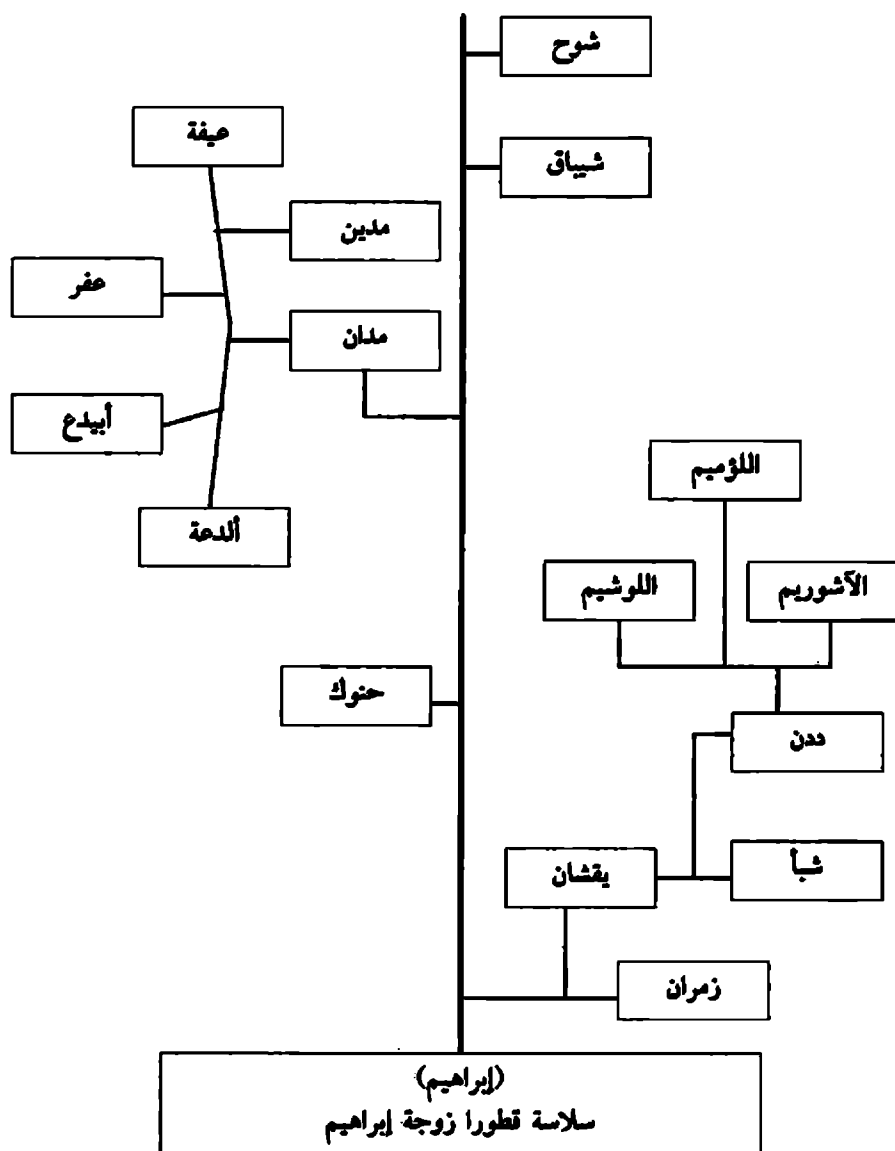 شوح
عيفة
شيباق
مدين
عفر
مدان
أبيدع
اللؤميم
ألدعة
الآشوريم
اللوشيم
حنوك
ددن
شبأ
يقشان
زمران
(إبراهيم)
سلاسة قطورا زوجة إبراهيم